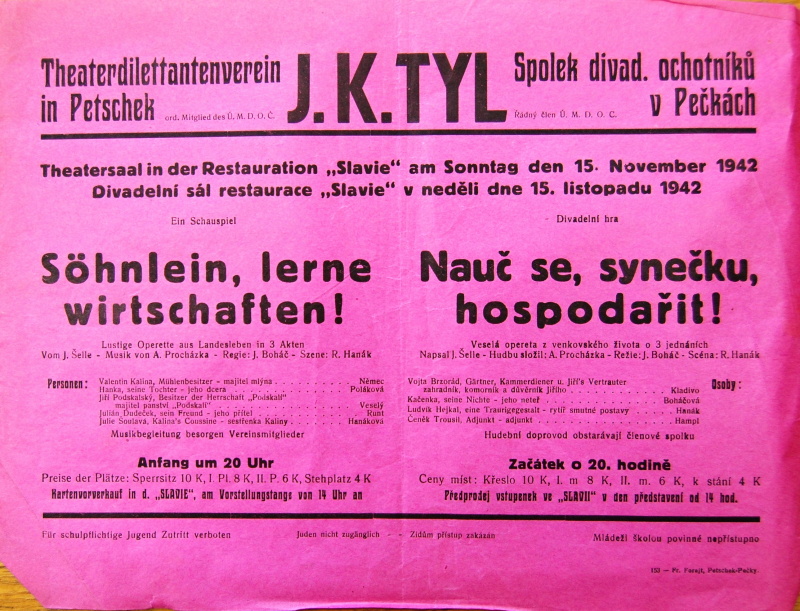 Theaterdilettantenverein
in Petschek ord. Mitglied des Ú. M. D. O. Č.
J. K. TYL
Spolek divad. ochotníků
Řádný člen Ú. M. D. O. C. v Pečkách
Theatersaal in der Restauration „Slavie“ am Sonntag den 15. November 1942
Divadelní sál restaurace „Slavie“ v neděli dne 15. listopadu 1942
Ein Schauspiel
Söhnlein, lerne
wirtschaften!
Lustige Operette aus Landesleben in 3 Akten
Vom J. Šelle - Musik von A. Procházka - Regie: J. Boháč - Szene: R. Hanák
Personen:
Valentin Kalina, Mühlenbesitzer - majitel mlýna . . . . . . . . . . Němec
Hanka, seine Tochter - jeho dcera . . . . . . . . . . Poláková
Jiří Podskalský, Besitzer der Herrschaft „Podskalí“
majitel panství „Podskalí“ . . . . . . . . . . Veselý
Julián Dudeček, sein Freund - jeho přítel . . . . . . . . . . Runt
Julie Soulava, Kalina's Coussine - sestřenka Kaliny . . . . . . . . . . Hanáková
Musikbegleitung besorgen Vereinsmitglieder
Anfang um 20 Uhr
Preise der Plätze: Sperrsitz 10 K, I. Pl. 8 K, II. P. 6 K, Stehplatz 4 K
Kartenvorverkauf in d. „SLAVIE“, am Vorstellungstange von 14 Uhr an
- Divadelní hra
Nauč se, synečku,
hospodařit!
Veselá opereta z venkovského života o 3 jednáních
Napsal J. Šelle - Hudbu složil: A. Procházka - Režie: J. Boháč - Scéna: R. Hanák
Osoby:
Vojta Brzorád, Gärtner, Kammerdiener u. Jiří's Vertrauter
zahradník, komorník a důvěrník Jiřího . . . . . . . . . . Kladivo
Kačenka, seine Nichte - jeho neteř . . . . . . . . . . Boháčová
Ludvík Hejkal, eine Traurigegestalt - rytíř smutné postavy . . . . . . . . . . Hanák
Čeněk Trousil, Adjunkt - adjunkt . . . . . . . . . . Hampl
Hudební doprovod obstarávají členové spolku
Začátek o 20. hodině
Ceny míst: Křeslo 10 K, I. m 8 K, II. m. 6 K, k stání 4 K
Předprodej vstupenek ve „SLAVII“ v den představení od 14 hod.
Für schulpflichtige Jugend Zutritt verboten
Juden nicht zugänglich - - Židům přístup zakázán
Mládeži školou povinné nepřístupno
153 — Fr. Forejt, Petschek-Pečky.